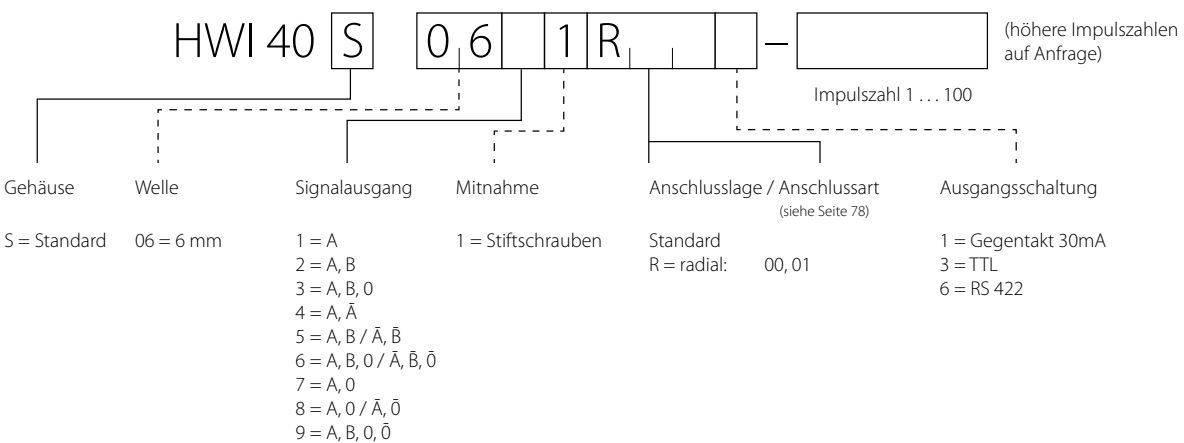 HWI 40 S 0 6 1 R – (höhere Impulszahlen
auf Anfrage)
Impulszahl 1 . . . 100
Gehäuse Welle Signalausgang Mitnahme Anschlusslage / Anschlussart Ausgangsschaltung
(siehe Seite 78)
S = Standard 06 = 6 mm 1 = A 1 = Stiftschrauben Standard 1 = Gegentakt 30mA
2 = A, B R = radial: 00, 01 3 = TTL
3 = A, B, 0 6 = RS 422
4 = A, Ā
5 = A, B / Ā, B̄
6 = A, B, 0 / Ā, B̄, 0̄
7 = A, 0
8 = A, 0 / Ā, 0̄
9 = A, B, 0, 0̄